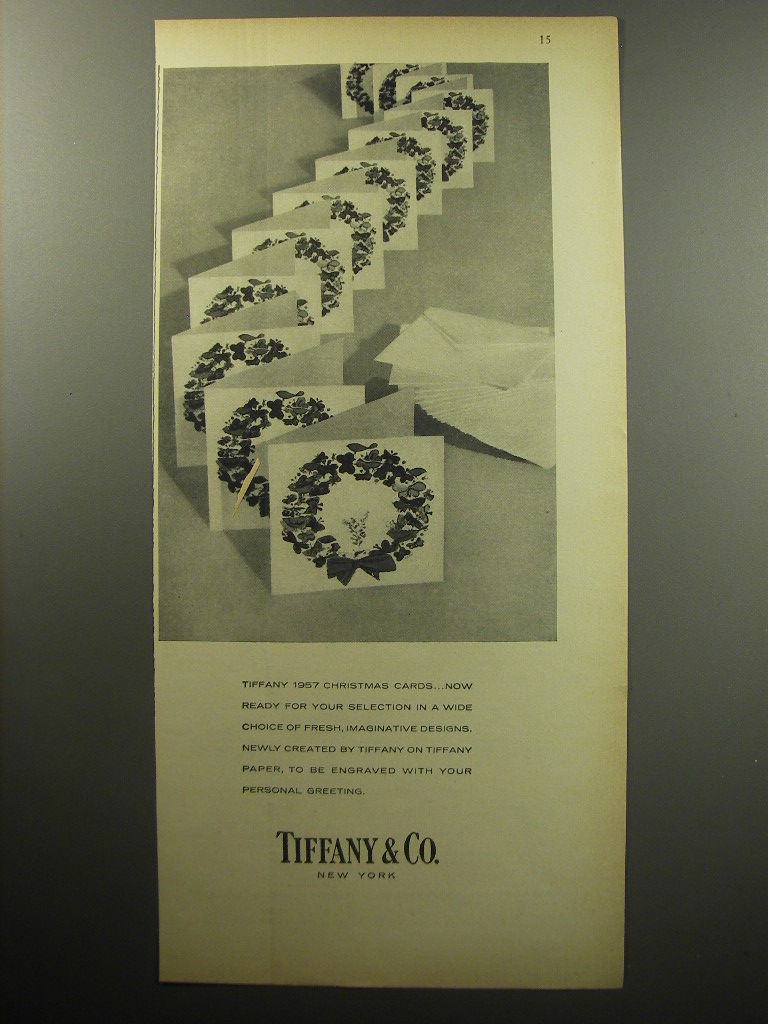 15
TIFFANY 1957 CHRISTMAS CARDS...NOW
READY FOR YOUR SELECTION IN A WIDE
CHOICE OF FRESH, IMAGINATIVE DESIGNS.
NEWLY CREATED BY TIFFANY ON TIFFANY
PAPER, TO BE ENGRAVED WITH YOUR
PERSONAL GREETING.
TIFFANY & CO.
NEW YORK